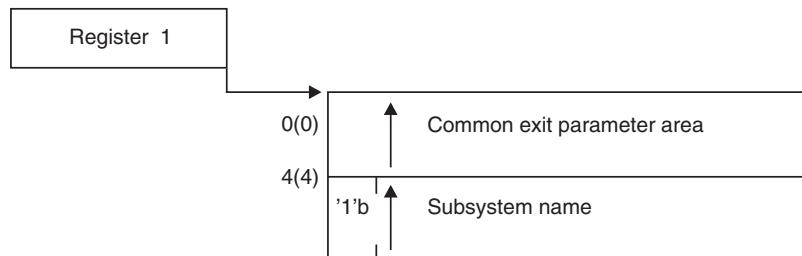 Register 1
0(0) Common exit parameter area
4(4)
'1'b Subsystem name